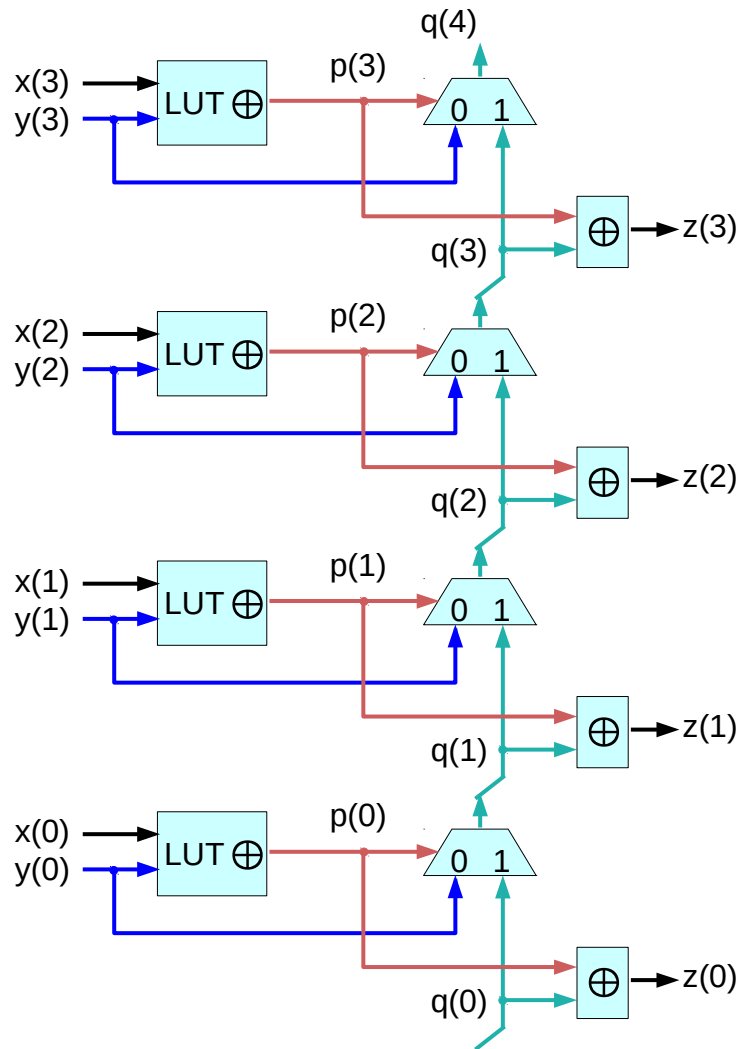 q(4)
x(3) LUT ⊕ p(3)
y(3) 0 1
⊕ z(3)
q(3)
x(2) LUT ⊕ p(2)
y(2) 0 1
⊕ z(2)
q(2)
x(1) LUT ⊕ p(1)
y(1) 0 1
⊕ z(1)
q(1)
x(0) LUT ⊕ p(0)
y(0) 0 1
⊕ z(0)
q(0)